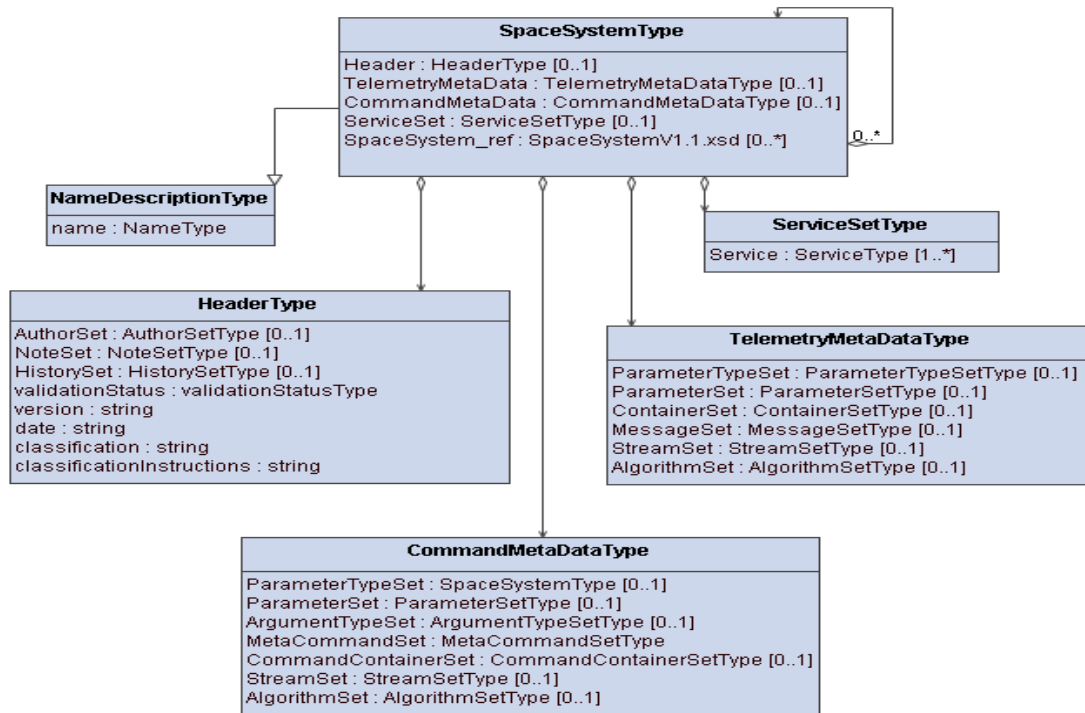 SpaceSystemType
Header : HeaderType [0..1]
TelemetryMetaData : TelemetryMetaDataType [0..1]
CommandMetaData : CommandMetaDataType [0..1]
ServiceSet : ServiceSetType [0..1]
SpaceSystem_ref : SpaceSystemV1.1.xsd [0..*]
0..*
NameDescriptionType
name : NameType
ServiceSetType
Service : ServiceType [1..*]
HeaderType
AuthorSet : AuthorSetType [0..1]
NoteSet : NoteSetType [0..1]
HistorySet : HistorySetType [0..1]
validationStatus : validationStatusType
version : string
date : string
classification : string
classificationInstructions : string
TelemetryMetaDataType
ParameterTypeSet : ParameterTypeSetType [0..1]
ParameterSet : ParameterSetType [0..1]
ContainerSet : ContainerSetType [0..1]
MessageSet : MessageSetType [0..1]
StreamSet : StreamSetType [0..1]
AlgorithmSet : AlgorithmSetType [0..1]
CommandMetaDataType
ParameterTypeSet : SpaceSystemType [0..1]
ParameterSet : ParameterSetType [0..1]
ArgumentTypeSet : ArgumentTypeSetType [0..1]
MetaCommandSet : MetaCommandSetType
CommandContainerSet : CommandContainerSetType [0..1]
StreamSet : StreamSetType [0..1]
AlgorithmSet : AlgorithmSetType [0..1]